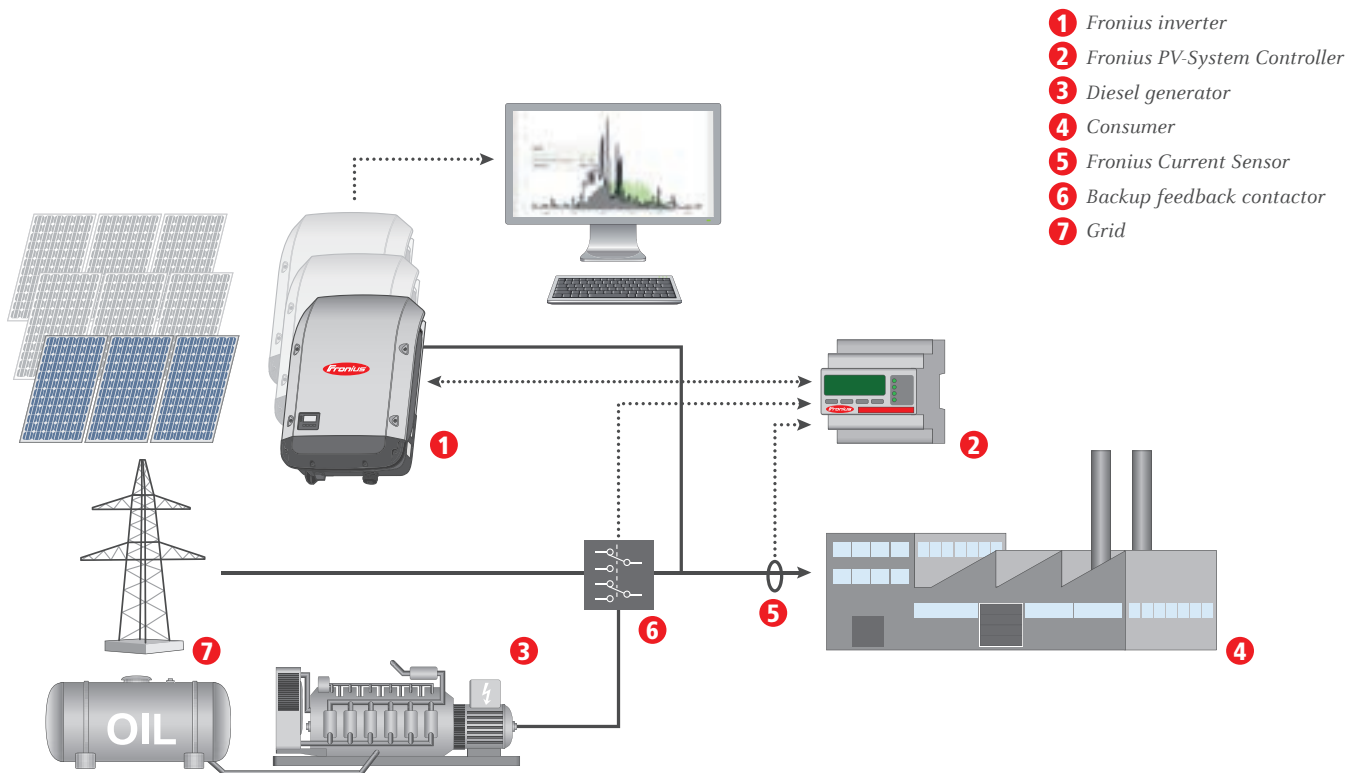 1 Fronius inverter
2 Fronius PV-System Controller
3 Diesel generator
4 Consumer
5 Fronius Current Sensor
6 Backup feedback contactor
7 Grid
Fronius
1
Fronius
2
5
6
4
7
3
OIL